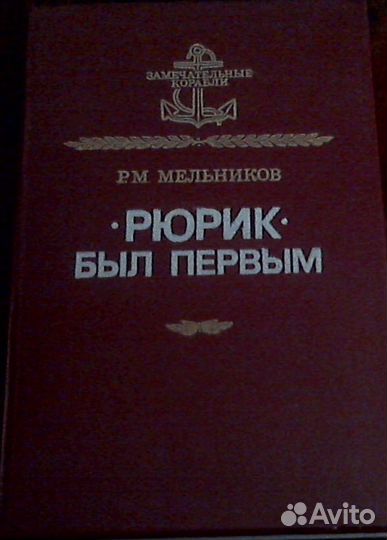 ЗАМЕЧАТЕЛЬНЫЕ
КОРАБЛИ
Р.М МЕЛЬНИКОВ
·РЮРИК·
БЫЛ ПЕРВЫМ
Avito